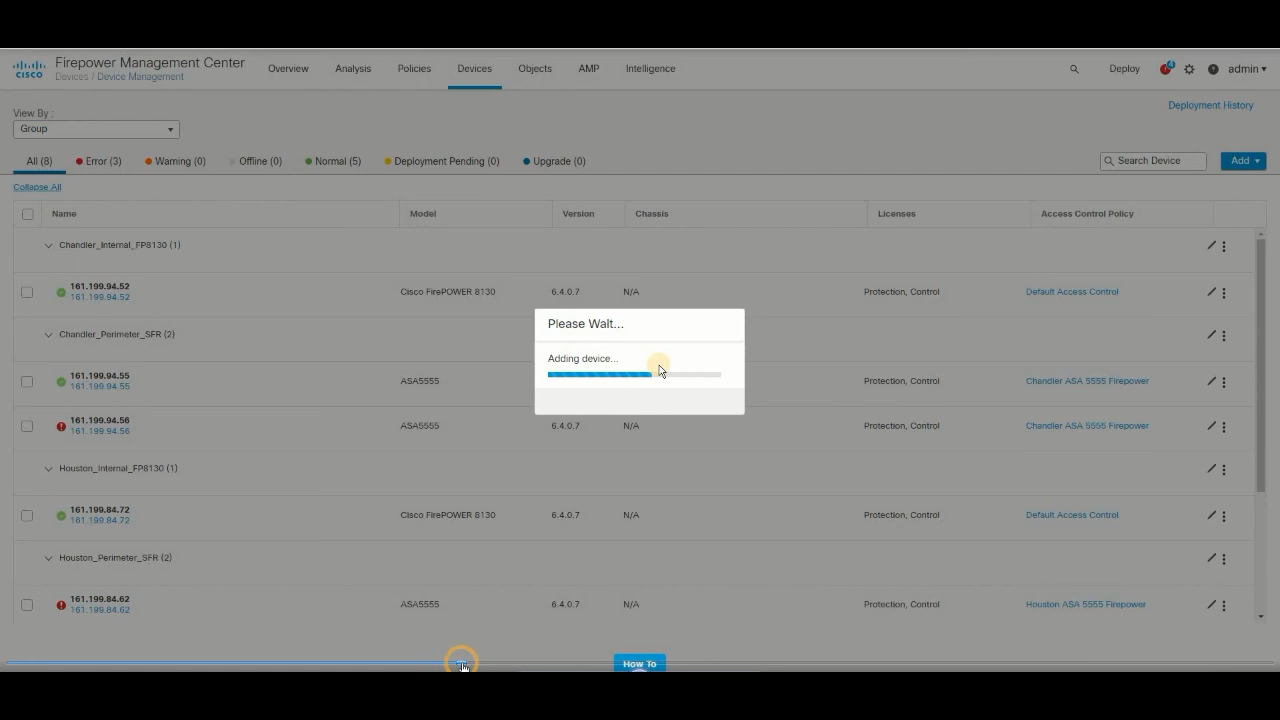 CISCO
Firepower Management Center
Devices / Device Management
Overview
Analysis
Policies
Devices
Objects
AMP
Intelligence
Deploy
4
admin
Deployment History
View By :
Group
All (8)
Error (3)
Warning (0)
Offline (0)
Normal (5)
Deployment Pending (0)
Upgrade (0)
Search Device
Add
Collapse All
Name
Model
Version
Chassis
Licenses
Access Control Policy
Chandler_Internal_FP8130 (1)
161.199.94.52
161.199.94.52
Cisco FirePOWER 8130
6.4.0.7
N/A
Protection, Control
Default Access Control
Chandler_Perimeter_SFR (2)
161.199.94.55
161.199.94.55
ASA5555
6.4.0.7
N/A
Protection, Control
Chandler ASA 5555 Firepower
161.199.94.56
161.199.94.56
ASA5555
6.4.0.7
N/A
Protection, Control
Chandler ASA 5555 Firepower
Houston_Internal_FP8130 (1)
161.199.84.72
161.199.84.72
Cisco FirePOWER 8130
6.4.0.7
N/A
Protection, Control
Default Access Control
Houston_Perimeter_SFR (2)
161.199.84.62
161.199.84.62
ASA5555
6.4.0.7
N/A
Protection, Control
Houston ASA 5555 Firepower
Please Wait...
Adding device...
How To